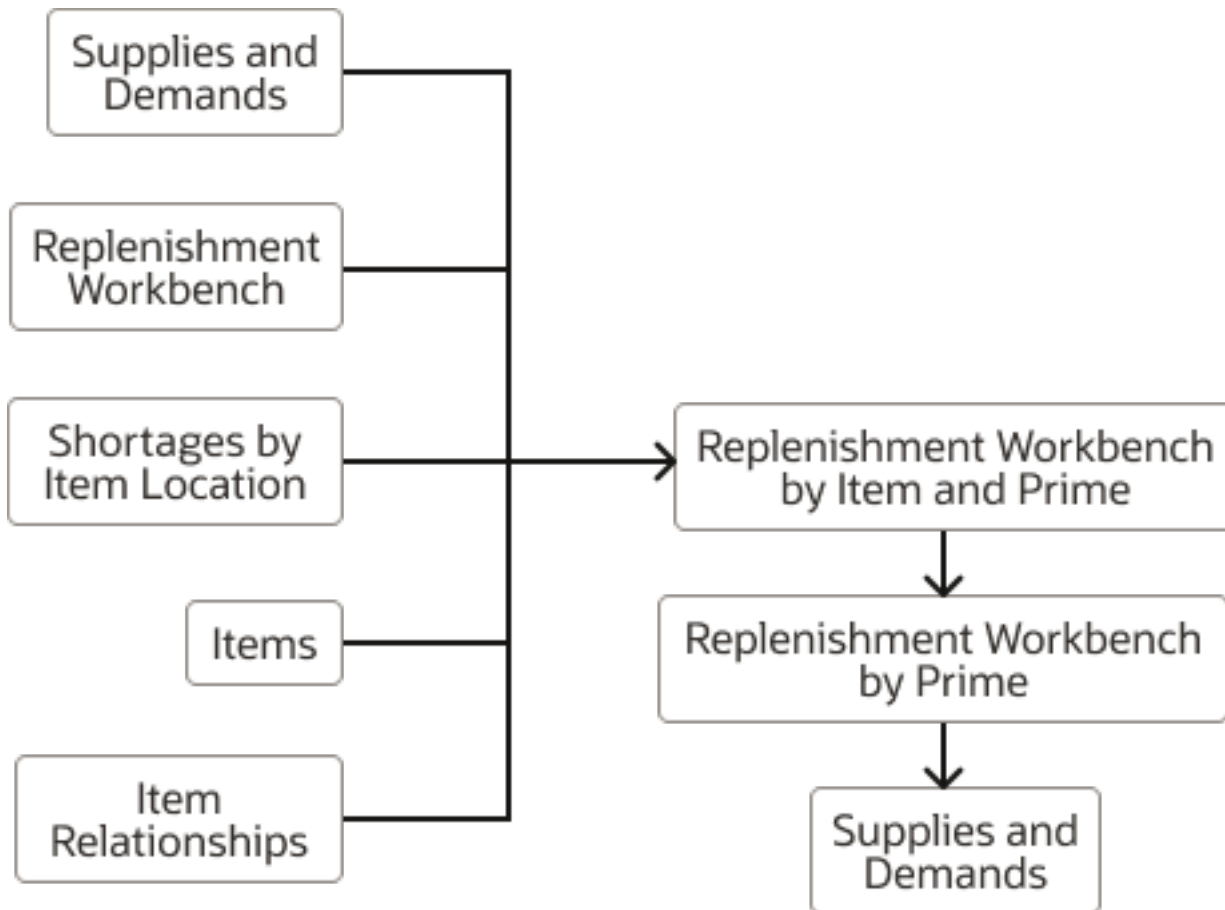 Supplies and
Demands
Replenishment
Workbench
Shortages by
Item Location
Items
Item
Relationships
Replenishment Workbench
by Item and Prime
Replenishment Workbench
by Prime
Supplies and
Demands